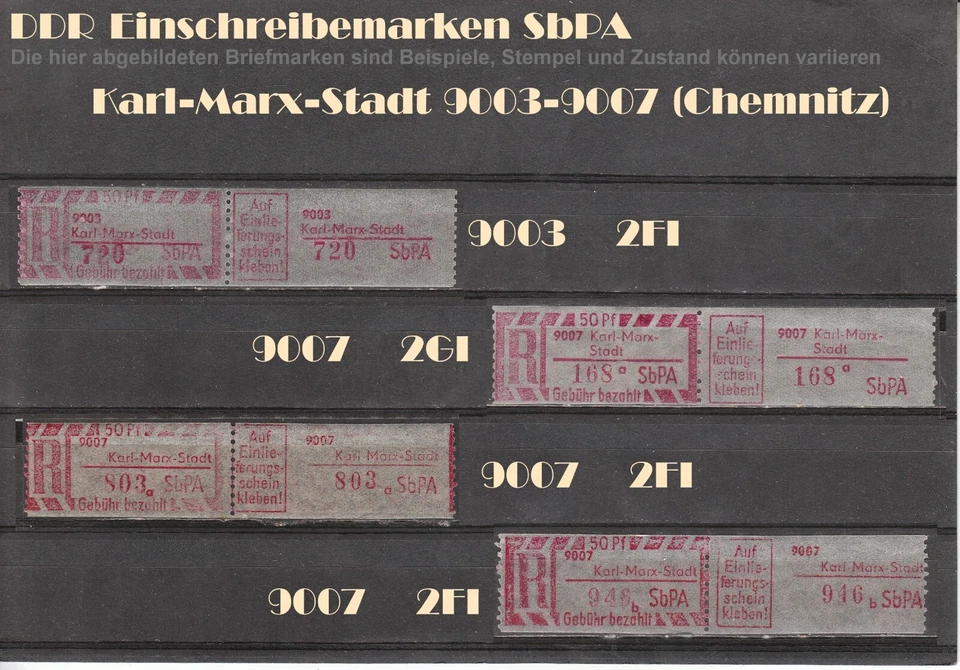 DDR Einschreibemarken SbPA
Die hier abgebildeten Briefmarken sind Beispiele, Stempel und Zustand können variieren
Karl-Marx-Stadt 9003-9007 (Chemnitz)
50 Pf
R
9003
Karl-Marx-Stadt
720 SbPA
Gebühr bezahlt
Auf
Einlie-
ferungs-
schein
kleben!
9003
Karl-Marx-Stadt
720 SbPA
9003 2FI
9007 2GI
50 Pf
R
9007 Karl-Marx-
Stadt
168 a SbPA
Gebühr bezahlt
Auf
Einlie-
ferungs-
schein
kleben!
9007 Karl-Marx-
Stadt
168 a
SbPA
50 Pf
R
9007
Karl-Marx-Stadt
803 a SbPA
Gebühr bezahlt
Auf
Einlie-
ferungs-
schein
kleben!
9007
Karl-Marx-Stadt
803 a SbPA
9007 2FI
9007 2FI
50 Pf
R
9007
Karl-Marx-Stadt
946 b SbPA
Gebühr bezahlt
Auf
Einlie-
ferungs-
schein
kleben!
9007
Karl-Marx-Stadt
946 b SbPA